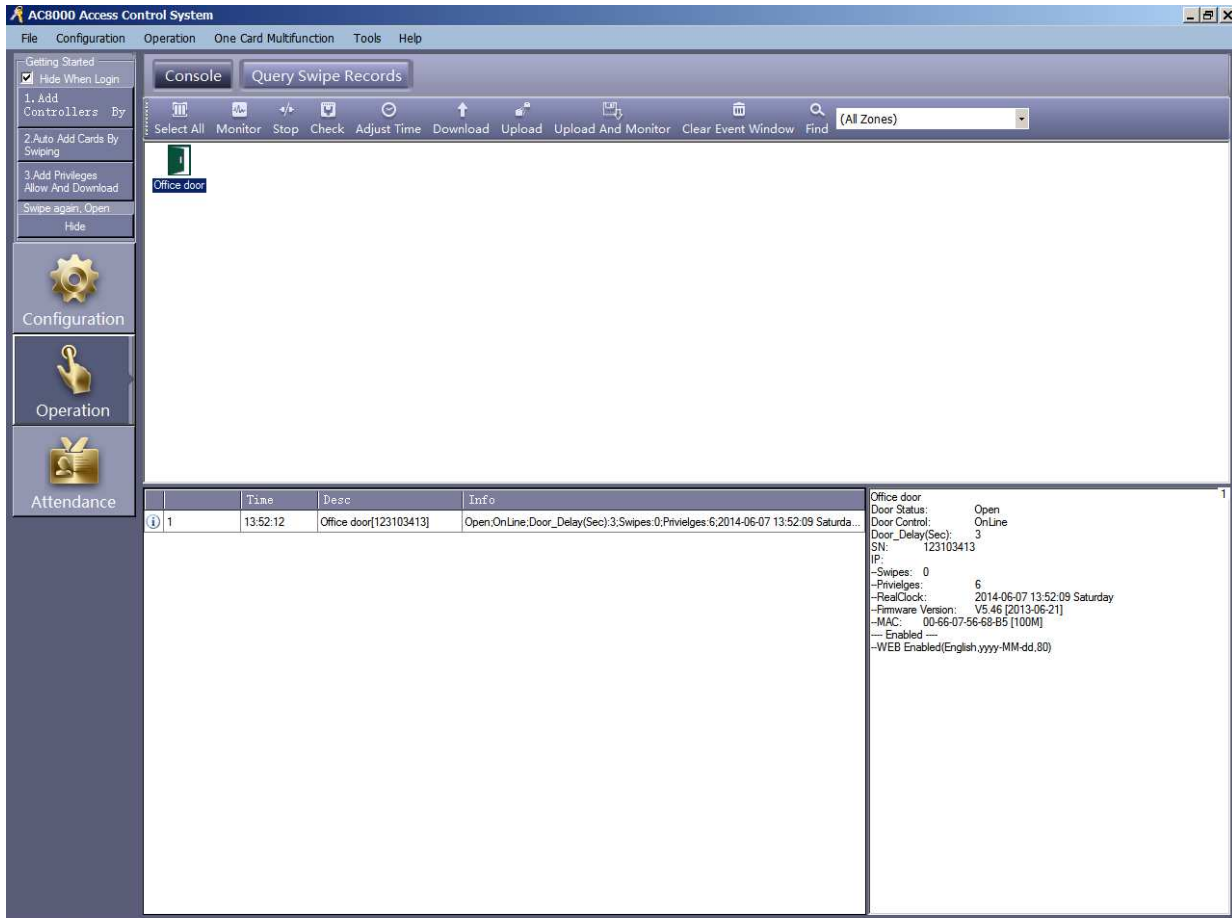 AC8000 Access Control System
File Configuration Operation One Card Multifunction Tools Help
Getting Started
Hide When Login
1.Add
Controllers By
2.Auto Add Cards By
Swiping
3.Add Privileges
Allow And Download
Swipe again, Open
Hide
Configuration
Operation
Attendance
Console Query Swipe Records
Select All Monitor Stop Check Adjust Time Download Upload Upload And Monitor Clear Event Window Find (All Zones)
Office door
Time Desc Info
1 13:52:12 Office door[123103413] Open;OnLine;Door_Delay(Sec):3;Swipes:0;Privielges:6;2014-06-07 13:52:09 Saturda...
1
Office door
Door Status: Open
Door Control: OnLine
Door_Delay(Sec): 3
SN: 123103413
IP:
--Swipes: 0
--Privielges: 6
--RealClock: 2014-06-07 13:52:09 Saturday
--Firmware Version: V5.46 [2013-06-21]
--MAC: 00-66-07-56-68-B5 [100M]
---- Enabled ----
--WEB Enabled(English,yyyy-MM-dd,80)